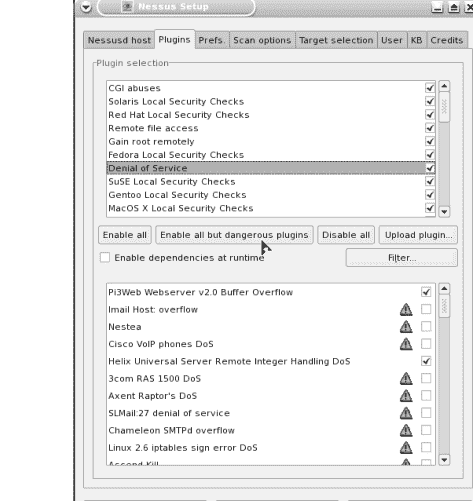 Nessus Setup
Nessusd host Plugins Prefs. Scan options Target selection User KB Credits
Plugin selection
CGI abuses
Solaris Local Security Checks
Red Hat Local Security Checks
Remote file access
Gain root remotely
Fedora Local Security Checks
Denial of Service
SuSE Local Security Checks
Gentoo Local Security Checks
MacOS X Local Security Checks
Enable all Enable all but dangerous plugins Disable all Upload plugin...
Enable dependencies at runtime Filter...
Pi3Web Webserver v2.0 Buffer Overflow
Imail Host: overflow
Nestea
Cisco VoIP phones DoS
Helix Universal Server Remote Integer Handling DoS
3com RAS 1500 DoS
Axent Raptor's DoS
SLMail:27 denial of service
Chameleon SMTPd overflow
Linux 2.6 iptables sign error DoS
Ascend Kill